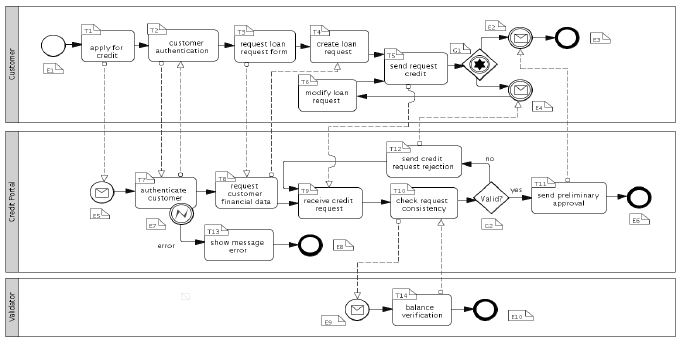 Customer
T1
apply for
credit
T2
customer
authentication
T3
request loan
request form
T4
create loan
request
T5
send request
credit
T6
modify loan
request
G1
E1
E2
E3
E4
Credit Portal
E5
T7
authenticate
customer
E7
error
T8
request
customer
financial data
T9
receive credit
request
T10
check request
consistency
T12
send credit
request rejection
no
Valid?
yes
G2
T11
send preliminary
approval
E6
T13
show message
error
E8
Validator
E9
T14
balance
verification
E10